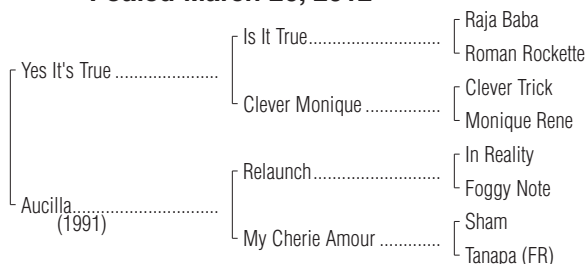 Foaled March 2012
Raja Baba
Is It True
Roman Rockette
Yes It's True
Clever Trick
Clever Monique
Monique Rene
In Reality
Relaunch
Foggy Note
Aucilla
(1991)
Sham
My Cherie Amour
Tanapa (FR)